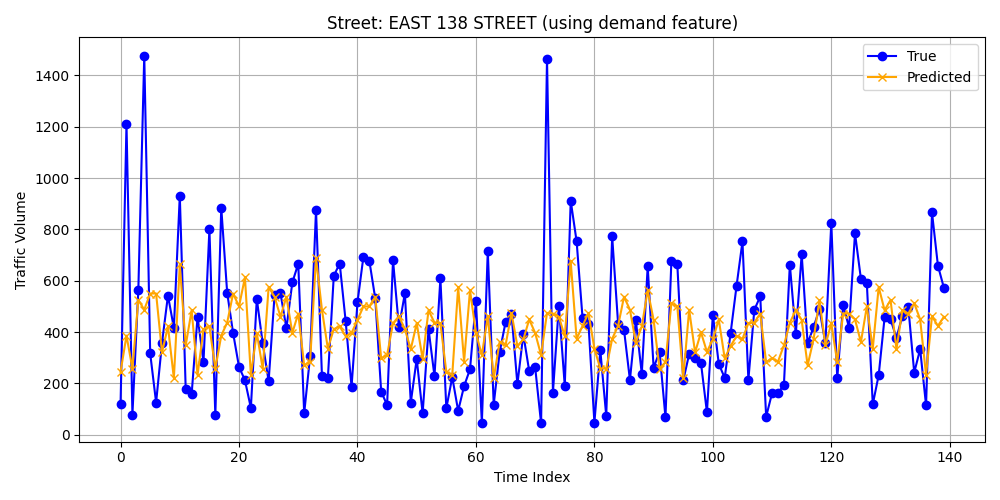 Street: EAST 138 STREET (using demand feature)
True
Predicted
Traffic Volume
1400
1200
1000
800
600
400
200
0
0 20 40 60 80 100 120 140
Time Index